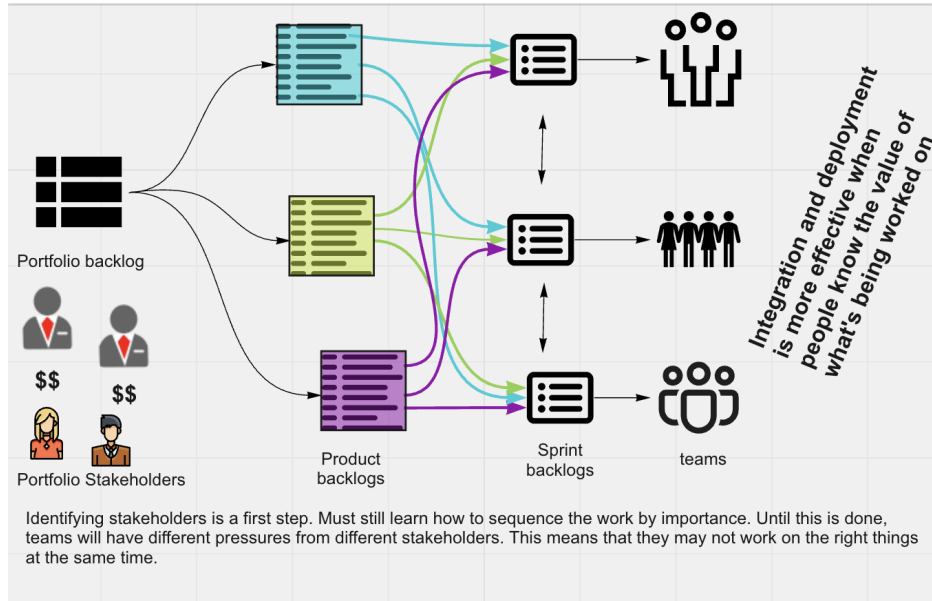 Integration and deployment
is more effective when
people know the value of
what's being worked on
Portfolio backlog
$$
$$
Portfolio Stakeholders
Product
backlogs
Sprint
backlogs
teams
Identifying stakeholders is a first step. Must still learn how to sequence the work by importance. Until this is done,
teams will have different pressures from different stakeholders. This means that they may not work on the right things
at the same time.